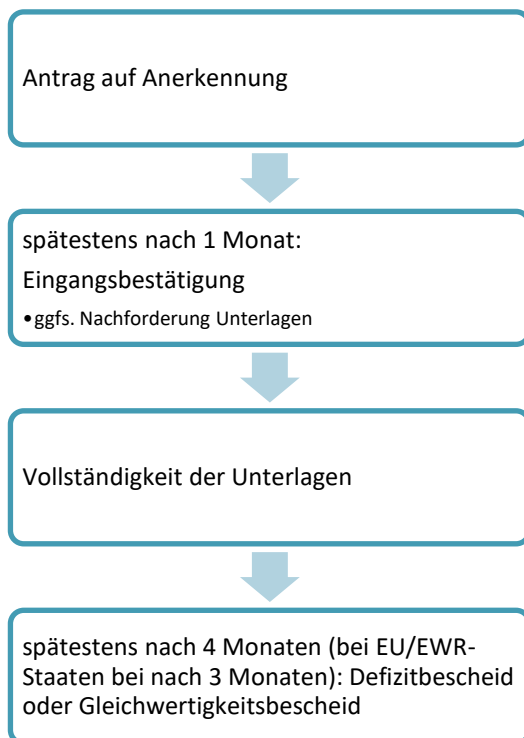 Antrag auf Anerkennung
spätestens nach 1 Monat:
Eingangsbestätigung
•ggfs. Nachforderung Unterlagen
Vollständigkeit der Unterlagen
spätestens nach 4 Monaten (bei EU/EWR-
Staaten bei nach 3 Monaten): Defizitbescheid
oder Gleichwertigkeitsbescheid